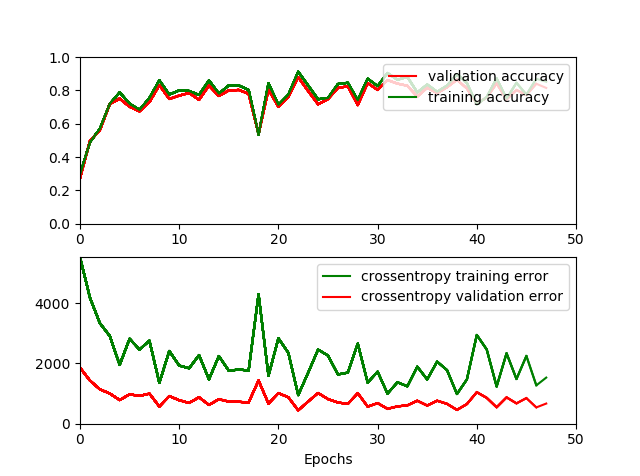 1.0
0.8
0.6
0.4
0.2
0.0
validation accuracy
training accuracy
0 10 20 30 40 50
4000
2000
0
crossentropy training error
crossentropy validation error
0 10 20 30 40 50
Epochs